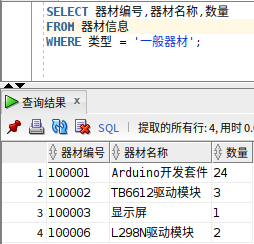 SELECT 器材编号,器材名称,数量
FROM 器材信息
WHERE 类型 = '一般器材';
查询结果 x
SQL | 提取的所有行: 4, 用时 0.
器材编号 器材名称 数量
1 100001 Arduino开发套件 24
2 100002 TB6612驱动模块 3
3 100003 显示屏 1
4 100006 L298N驱动模块 2